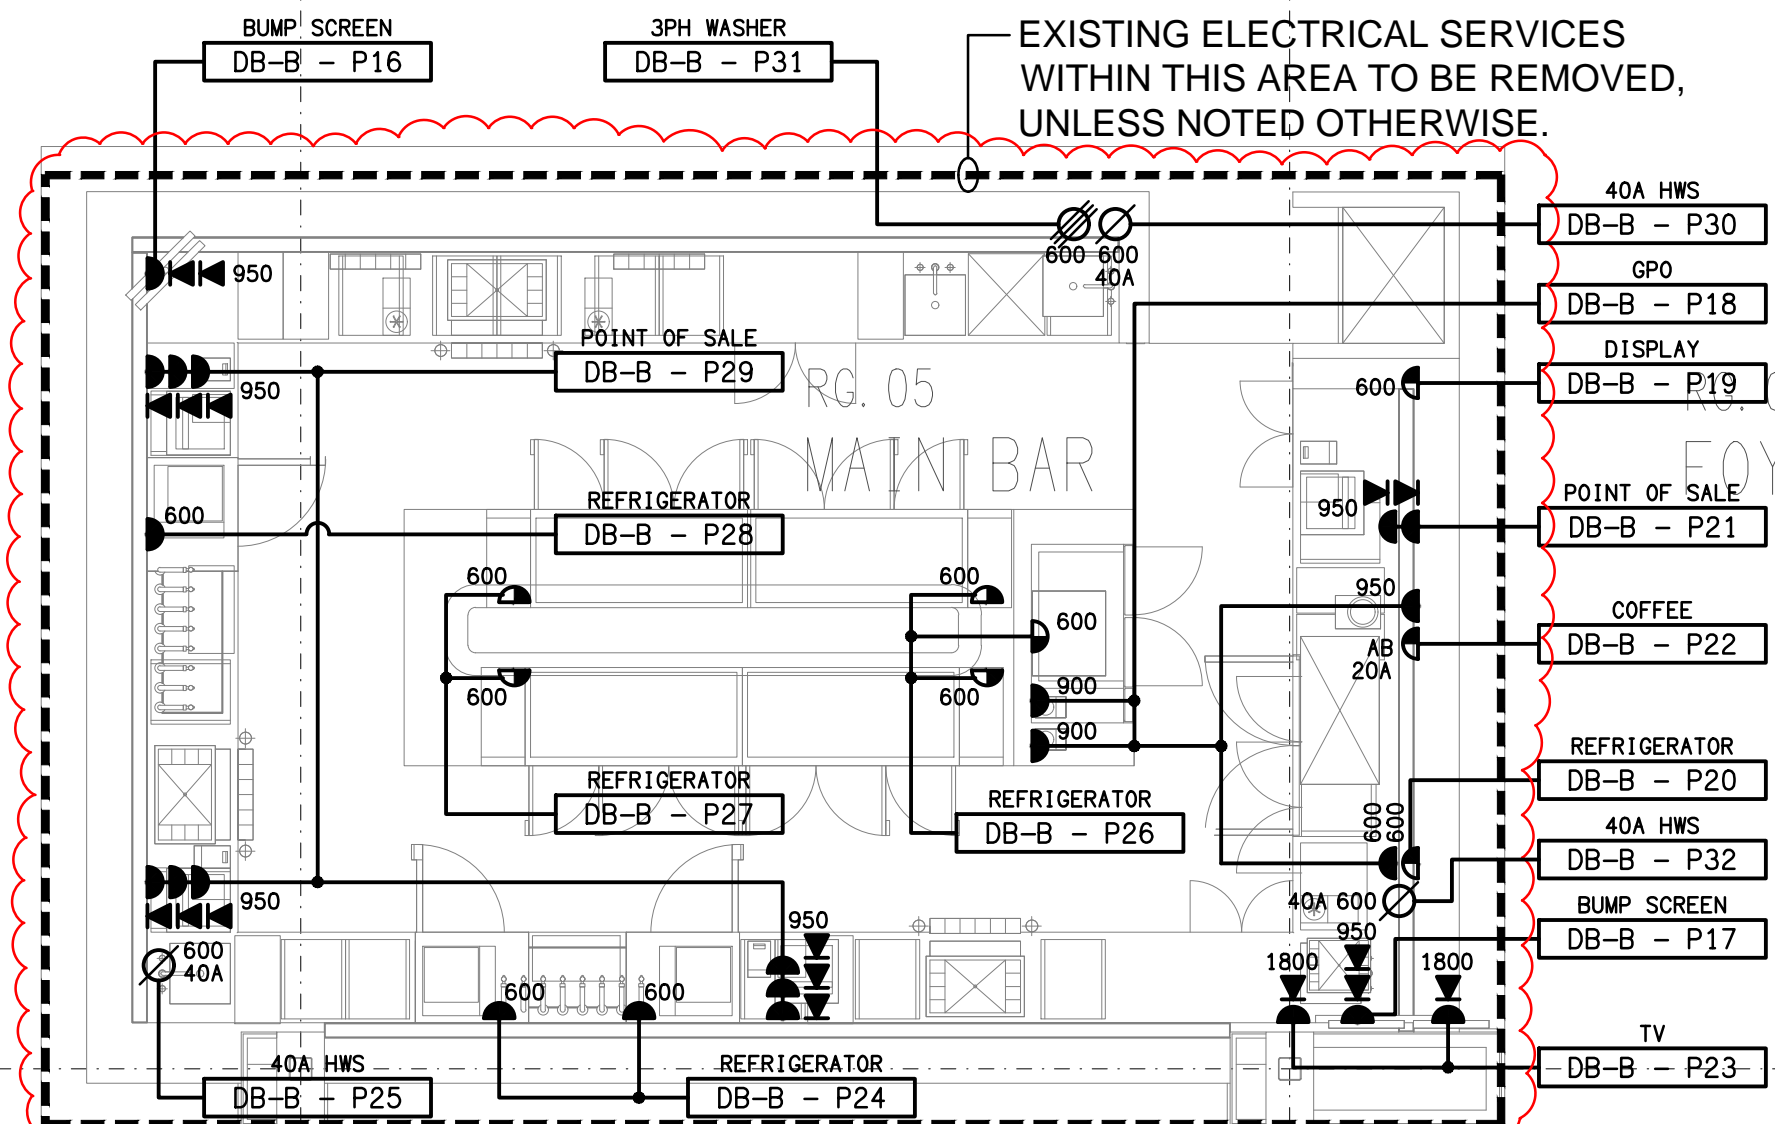 BUMP SCREEN
DB-B - P16
3PH WASHER
DB-B - P31
EXISTING ELECTRICAL SERVICES
WITHIN THIS AREA TO BE REMOVED,
UNLESS NOTED OTHERWISE.
40A HWS
DB-B - P30
600 600
40A
950
GPO
DB-B - P18
POINT OF SALE
DB-B - P29
950
RG.05
MAIN BAR
DISPLAY
DB-B - P19
600
RG.
FOY
REFRIGERATOR
DB-B - P28
600
POINT OF SALE
DB-B - P21
950
600
600
600
950
COFFEE
DB-B - P22
AB
20A
600
600
900
900
REFRIGERATOR
DB-B - P27
REFRIGERATOR
DB-B - P26
REFRIGERATOR
DB-B - P20
600
600
40A HWS
DB-B - P32
40A 600
950
950
950
BUMP SCREEN
DB-B - P17
600
40A
600
600
1800
1800
40A HWS
DB-B - P25
REFRIGERATOR
DB-B - P24
TV
DB-B - P23